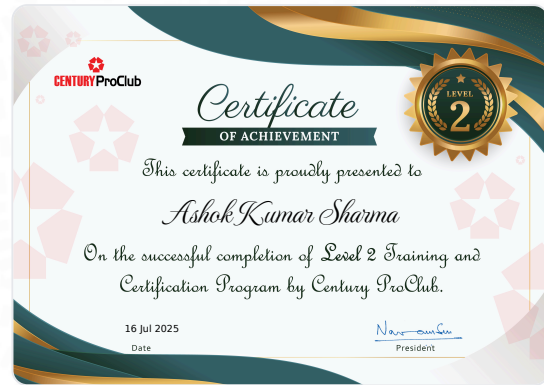 CENTURY ProClub
LEVEL
2
Certificate
OF ACHIEVEMENT
This certificate is proudly presented to
Ashok Kumar Sharma
On the successful completion of Level 2 Training and
Certification Program by Century ProClub.
16 Jul 2025
Date
President